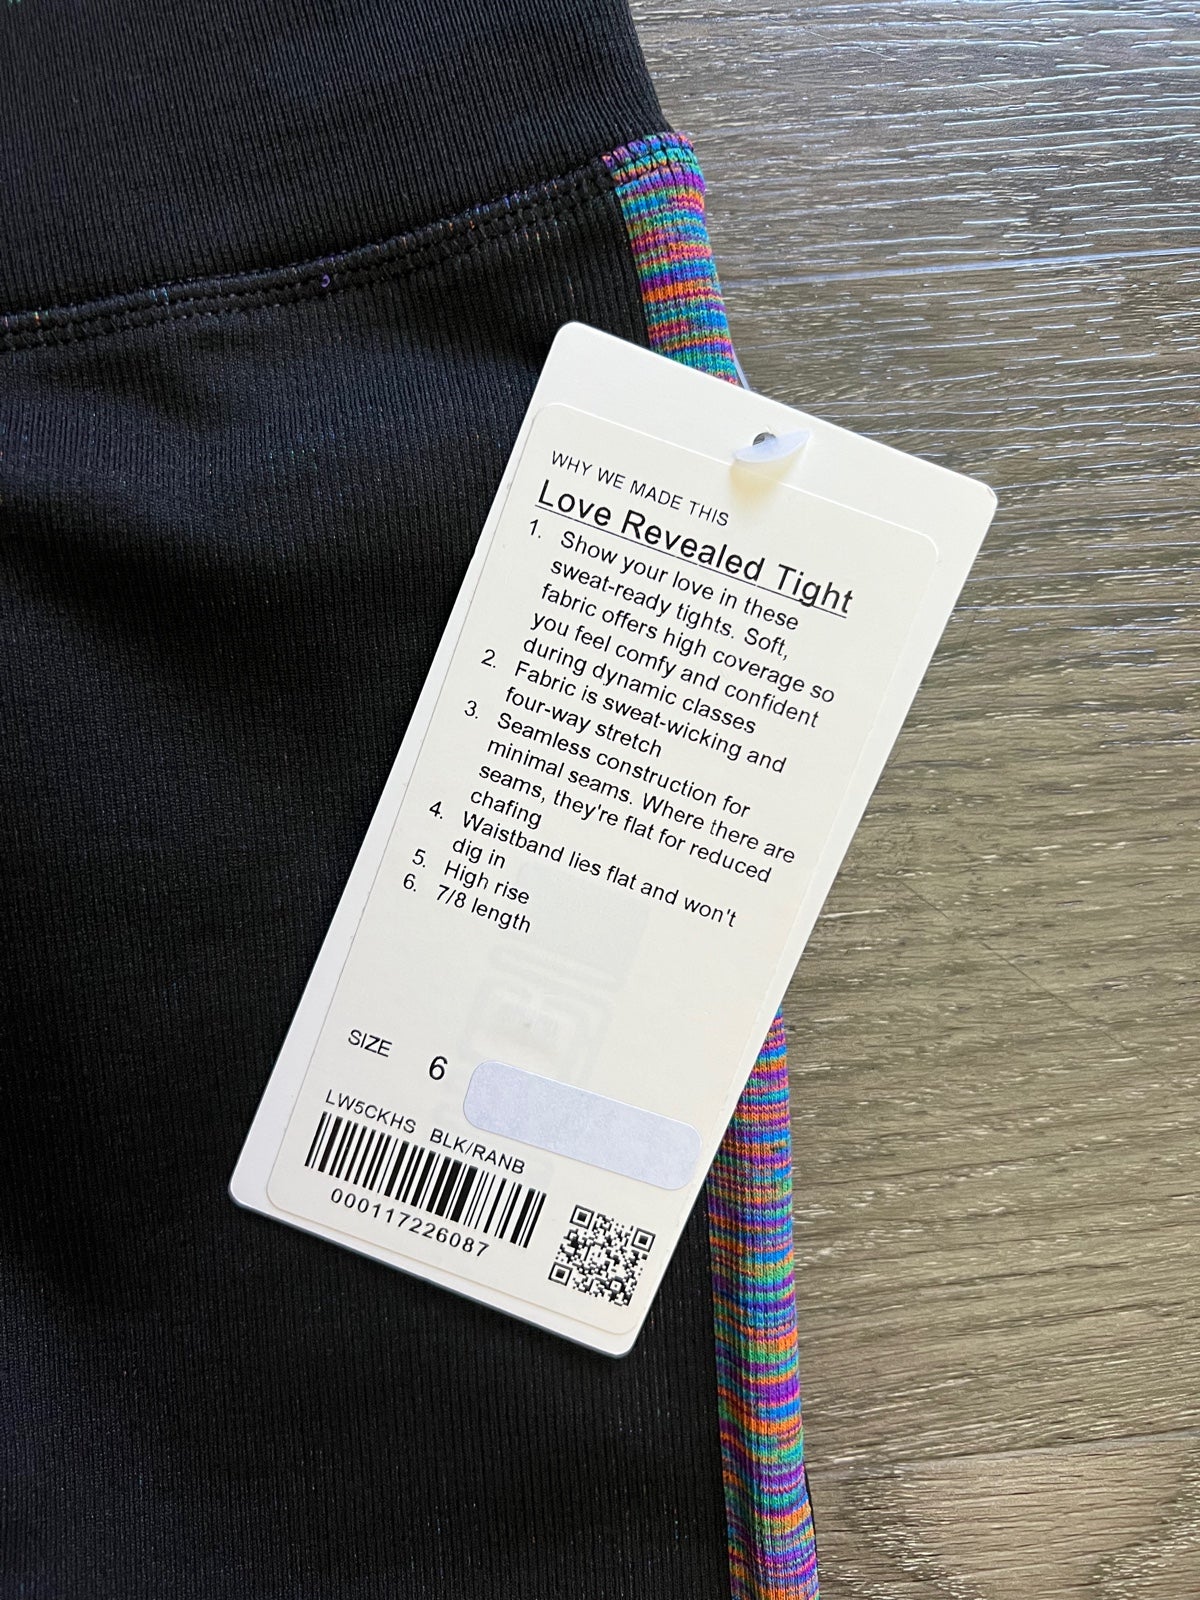 WHY WE MADE THIS
Love Revealed Tight
1. Show your love in these
sweat-ready tights. Soft,
fabric offers high coverage so
you feel comfy and confident
during dynamic classes
2. Fabric is sweat-wicking and
four-way stretch
3. Seamless construction for
minimal seams. Where there are
seams, they're flat for reduced
chafing
4. Waistband lies flat and won't
dig in
5. High rise
6. 7/8 length
SIZE 6
LW5CKHS BLK/RANB
000117226087